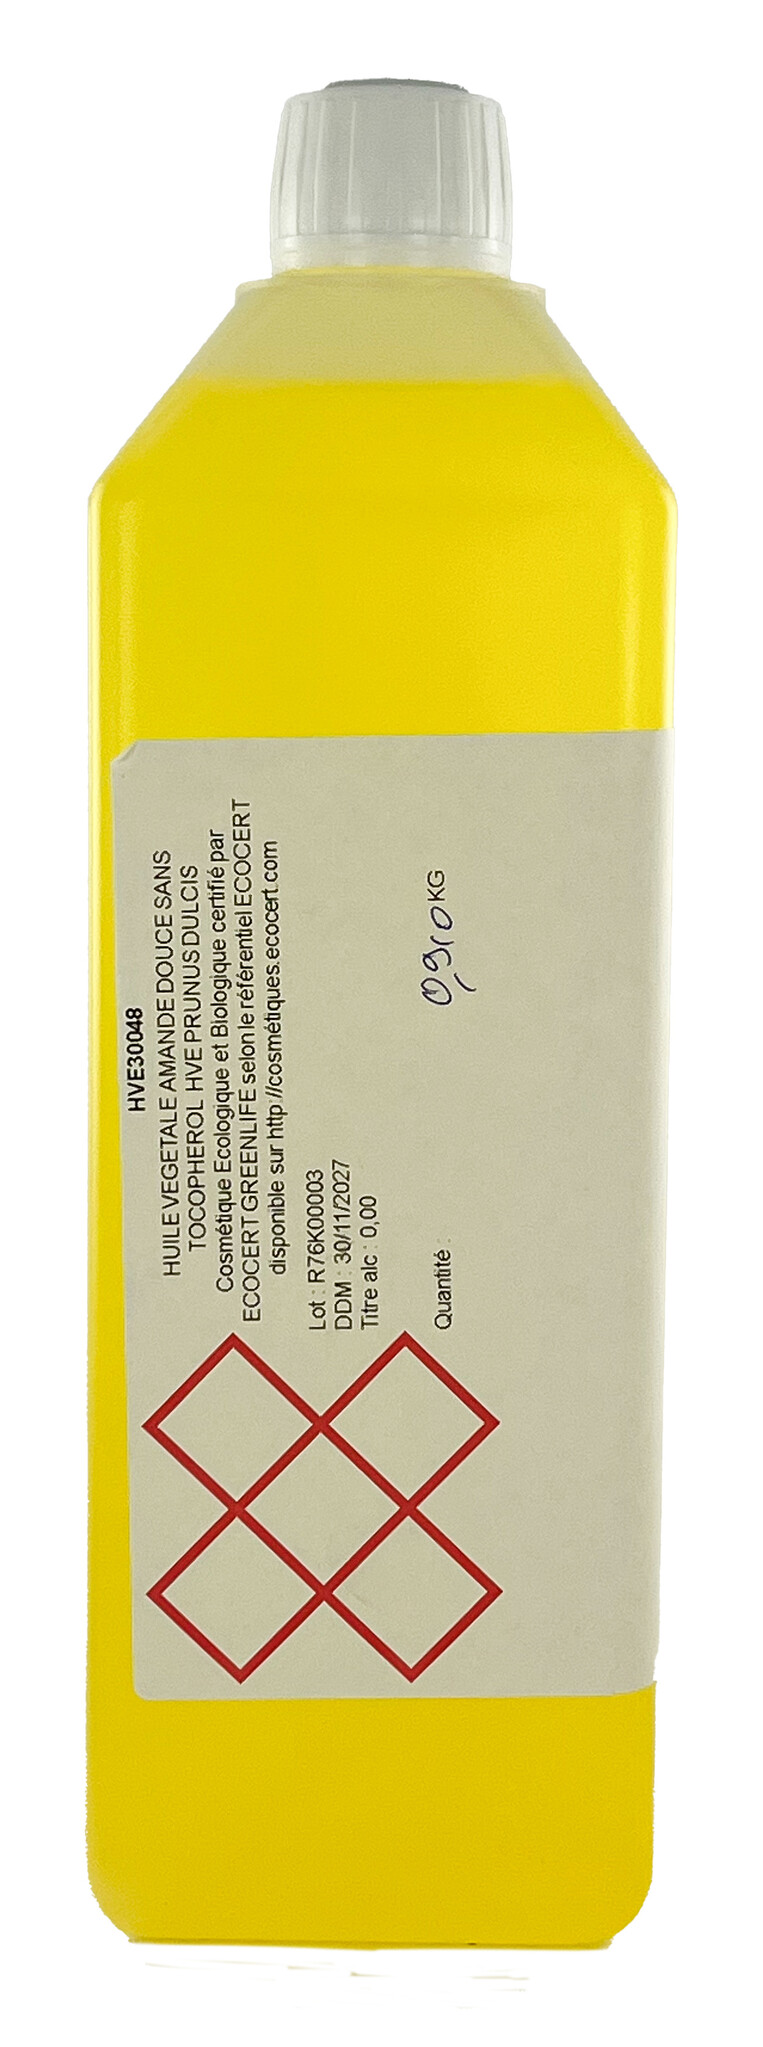 HVE30048
HUILE VEGETALE AMANDE DOUCE SANS
TOCOPHEROL HVE PRUNUS DULCIS
Cosmétique Ecologique et Biologique certifié par
ECOCERT GREENLIFE selon le référentiel ECOCERT
disponible sur http://cosmétiques.ecocert.com
Lot : R76K00003
DDM : 30/11/2027
Titre alc : 0,00
Quantité : 0,910 KG